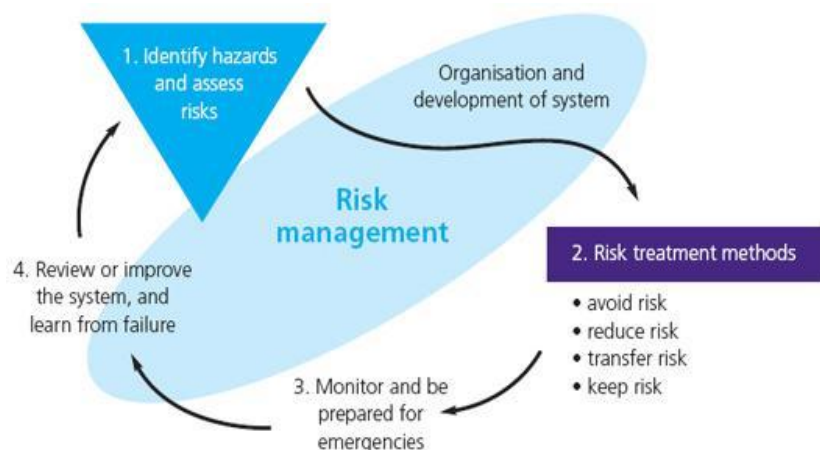 1. Identify hazards
and assess
risks
Organisation and
development of system
Risk
management
2. Risk treatment methods
• avoid risk
• reduce risk
• transfer risk
• keep risk
3. Monitor and be
prepared for
emergencies
4. Review or improve
the system, and
learn from failure